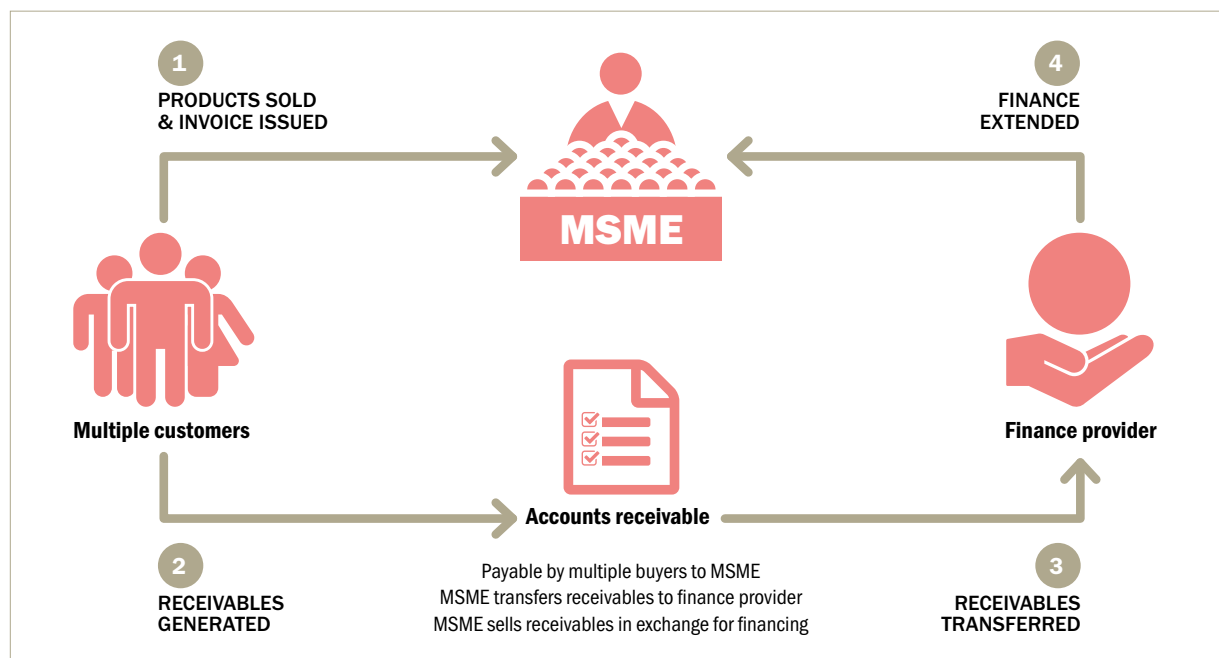 1
PRODUCTS SOLD
& INVOICE ISSUED
4
FINANCE
EXTENDED
MSME
Multiple customers
Finance provider
Accounts receivable
Payable by multiple buyers to MSME
MSME transfers receivables to finance provider
MSME sells receivables in exchange for financing
2
RECEIVABLES
GENERATED
3
RECEIVABLES
TRANSFERRED